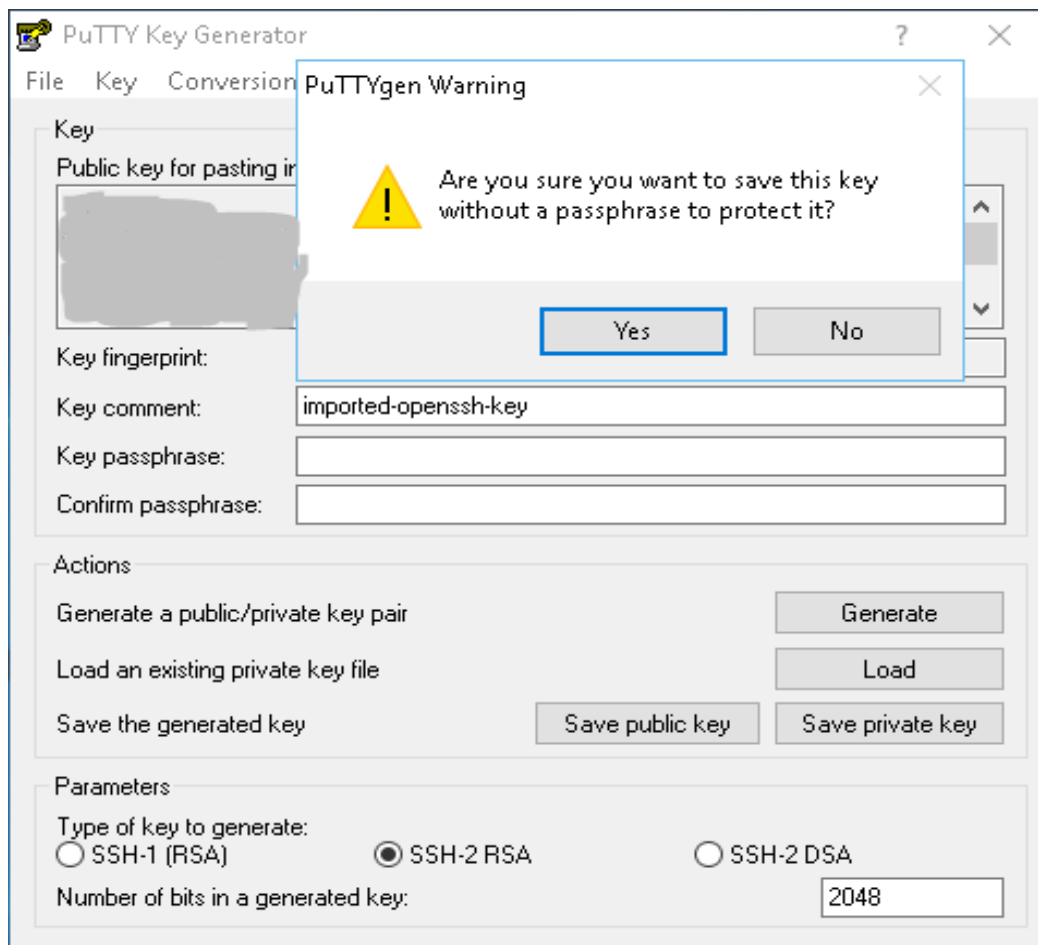 PuTTY Key Generator
?
File Key Conversion
PuTTYgen Warning
Are you sure you want to save this key
without a passphrase to protect it?
Yes No
Key
Public key for pasting
Key fingerprint:
Key comment: imported-openssh-key
Key passphrase:
Confirm passphrase:
Actions
Generate a public/private key pair Generate
Load an existing private key file Load
Save the generated key Save public key Save private key
Parameters
Type of key to generate:
SSH-1 (RSA) SSH-2 RSA SSH-2 DSA
Number of bits in a generated key: 2048